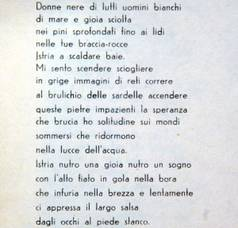 Donne nere di lutti uomini bianchi
di mare e gioia sciolta
nei pini sprofondati fino ai lidi
nelle tue braccia-rocce
Istria a scaldare baie.
Mi sento scendere sciogliere
in grige immagini di reti correre
al brulichio delle sardelle accendere
queste pietre impazienti la speranza
che brucia ho solitudine sui mondi
sommersi che ridormono
nella lucce dell'acqua.
Istria nutro una gioia nutro un sogno
con l'alto fiato in gola nella bora
che infuria nella brezza e lentamente
ci appressa il largo salsa
dagli occhi al piede stanco.